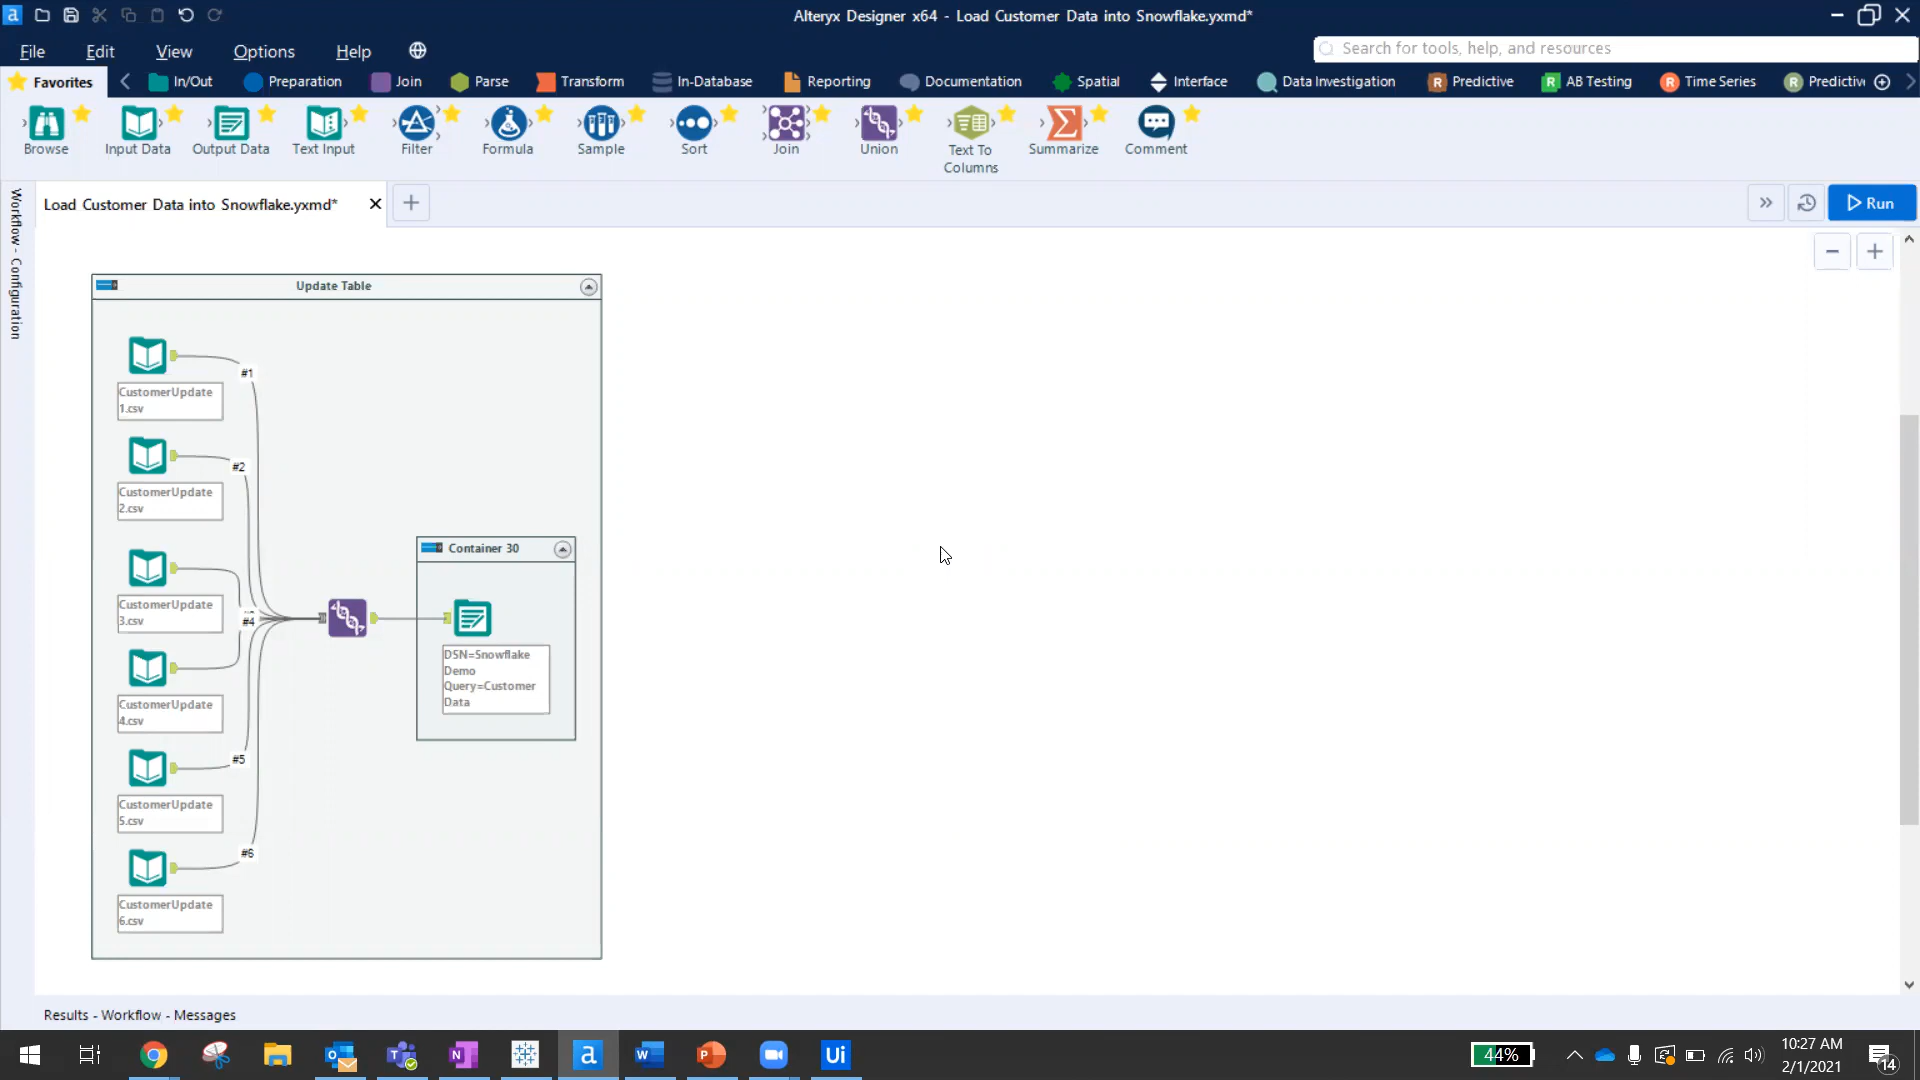 Alteryx Designer x64 - Load Customer Data into Snowflake.yxmd*
File Edit View Options Help
Search for tools, help, and resources
Favorites In/Out Preparation Join Parse Transform In-Database Reporting Documentation Spatial Interface Data Investigation Predictive AB Testing Time Series Predictiv
Browse Input Data Output Data Text Input Filter Formula Sample Sort Join Union Text To Summarize Comment
Columns
Workflow - Configuration
Load Customer Data into Snowflake.yxmd*
Run
Update Table
#1
CustomerUpdate
1.csv
#2
CustomerUpdate
2.csv
Container 30
CustomerUpdate
3.csv
#4
DSN=Snowflake
Demo
Query=Customer
Data
CustomerUpdate
4.csv
#5
CustomerUpdate
5.csv
#6
CustomerUpdate
6.csv
Results - Workflow - Messages
44%
10:27 AM
2/1/2021
14